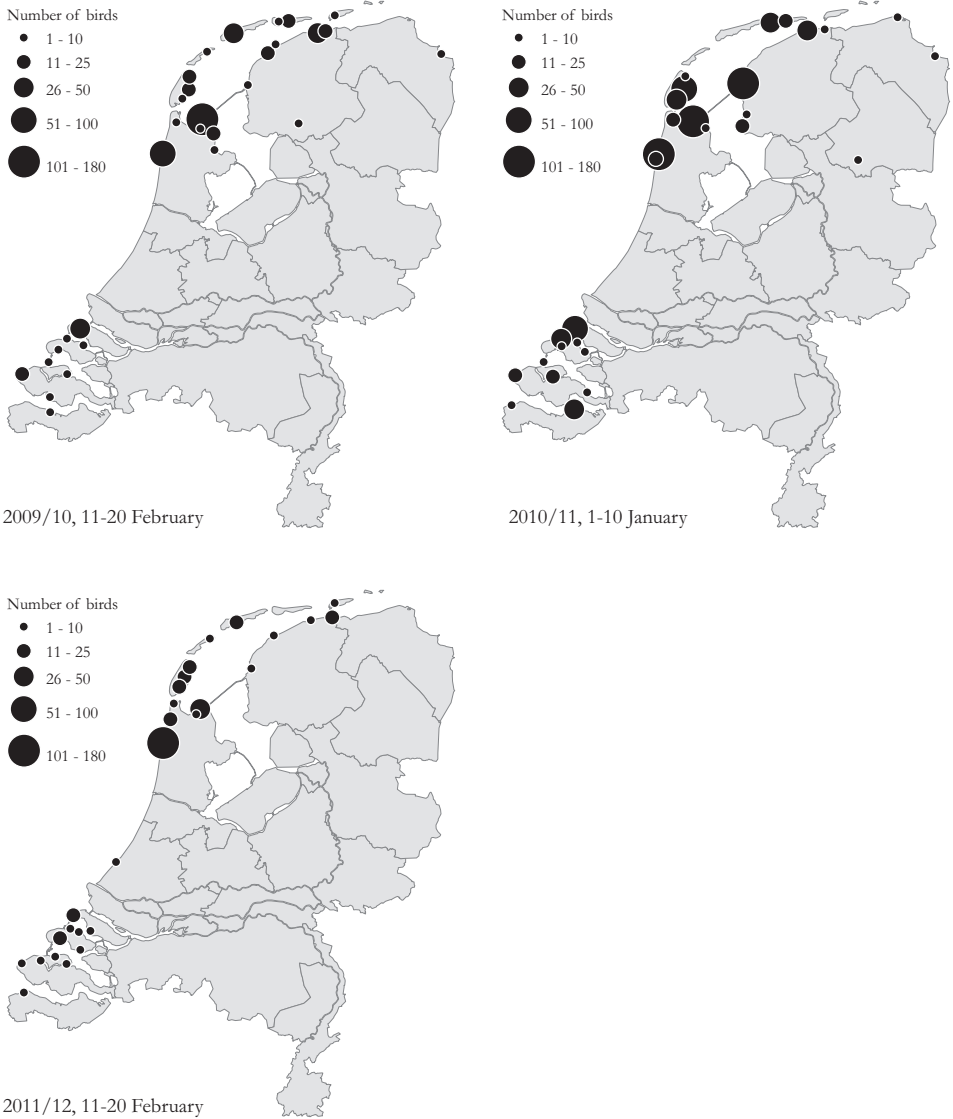 Number of birds
1 - 10
11 - 25
26 - 50
51 - 100
101 - 180
2009/10, 11-20 February
Number of birds
1 - 10
11 - 25
26 - 50
51 - 100
101 - 180
2010/11, 1-10 January
Number of birds
1 - 10
11 - 25
26 - 50
51 - 100
101 - 180
2011/12, 11-20 February